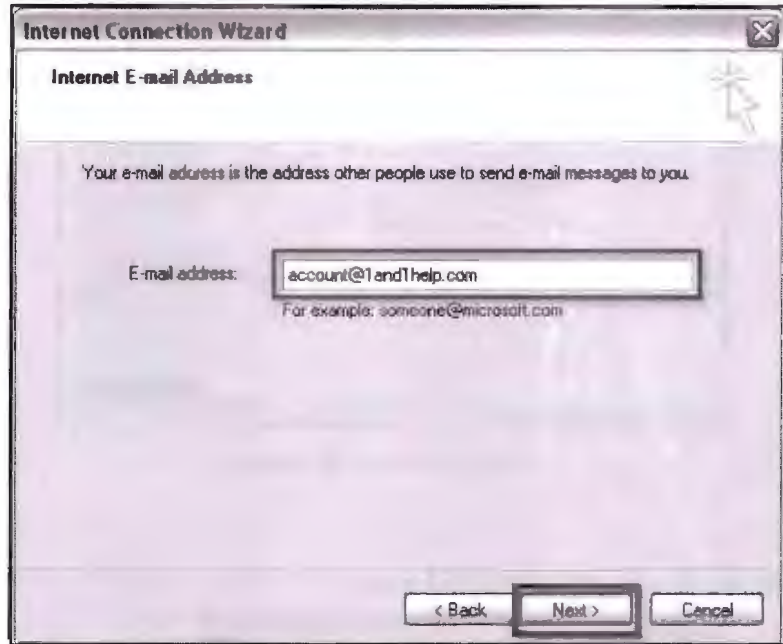 Internet Connection Wizard
Internet E-mail Address
Your e-mail address is the address other people use to send e-mail messages to you.
E-mail address:
account@1and1help.com
For example: someone@microsoft.com
< Back
Next >
Cancel